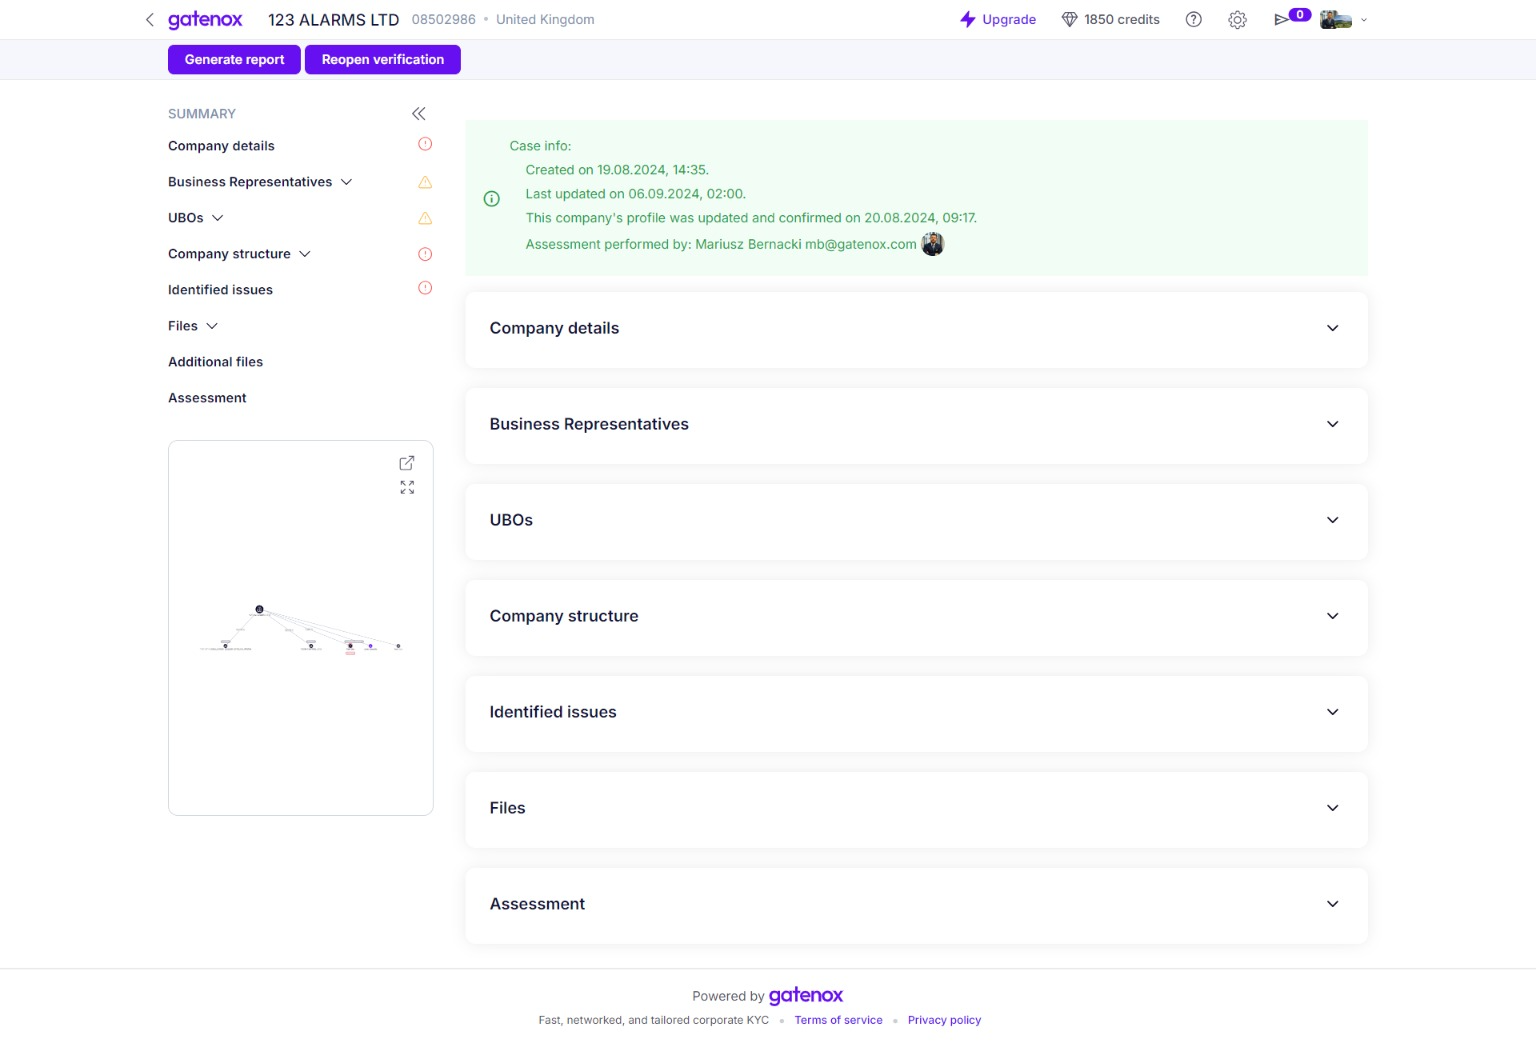 gatenox 123 ALARMS LTD 08502986 • United Kingdom Upgrade 1850 credits 0
Generate report Reopen verification
SUMMARY
Company details
Business Representatives
UBOs
Company structure
Identified issues
Files
Additional files
Assessment
Case info:
Created on 19.08.2024, 14:35.
Last updated on 06.09.2024, 02:00.
This company's profile was updated and confirmed on 20.08.2024, 09:17.
Assessment performed by: Mariusz Bernacki mb@gatenox.com
Company details
Business Representatives
UBOs
Company structure
Identified issues
Files
Assessment
Powered by gatenox
Fast, networked, and tailored corporate KYC • Terms of service • Privacy policy